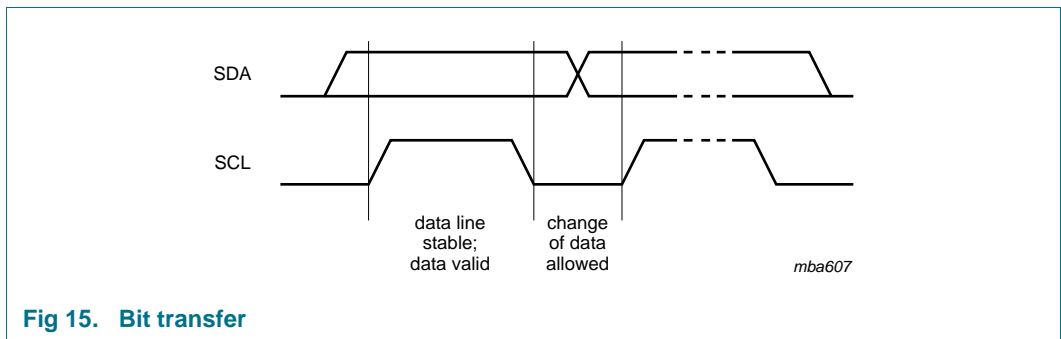 SDA
SCL
data line
stable;
data valid
change
of data
allowed
mba607
Fig 15. Bit transfer